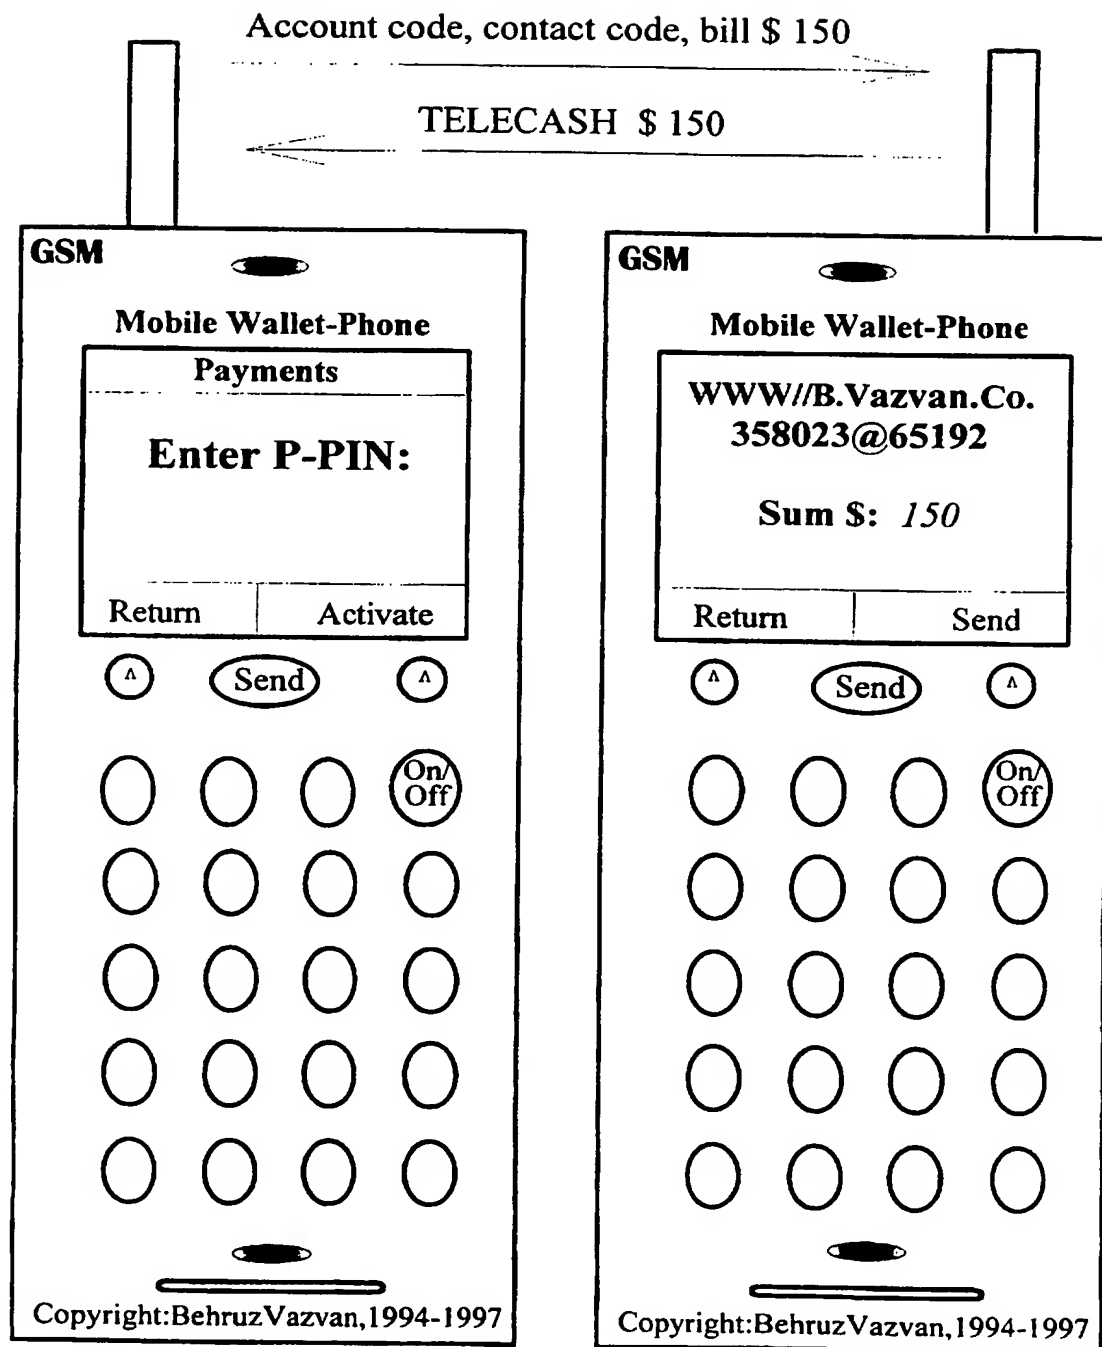 Account code, contact code, bill $ 150
TELECASH $ 150
GSM
Mobile Wallet-Phone
Payments
Enter P-PIN:
Return Activate
^ Send ^
On/
Off
Copyright:BehruzVazvan,1994-1997
GSM
Mobile Wallet-Phone
WWW//B.Vazvan.Co.
358023@65192
Sum $: 150
Return Send
^ Send ^
On/
Off
Copyright:BehruzVazvan,1994-1997